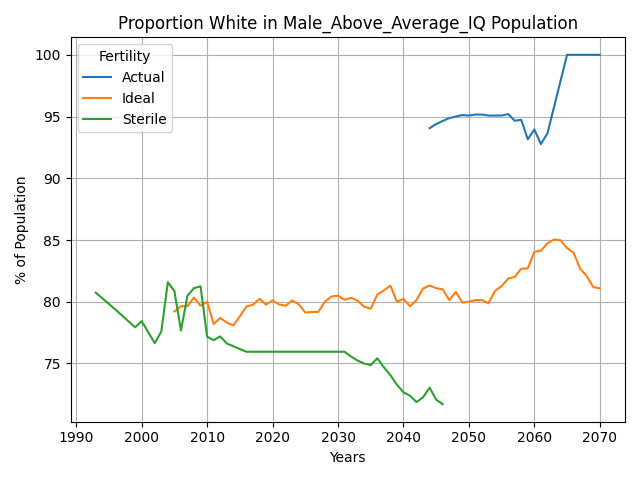 Proportion White in Male_Above_Average_IQ Population
Fertility
Actual
Ideal
Sterile
% of Population
100
95
90
85
80
75
1990 2000 2010 2020 2030 2040 2050 2060 2070
Years